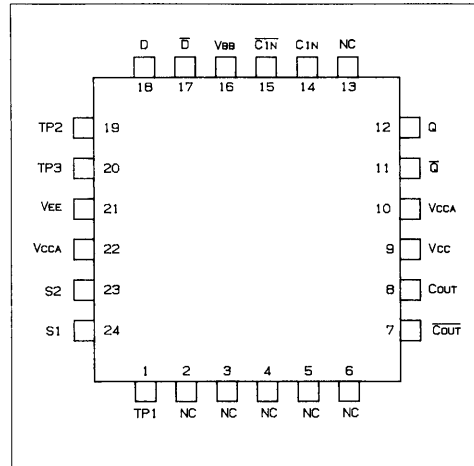 D D̅ VBB C̅I̅N̅ CIN NC
18 17 16 15 14 13
TP2 19 12 Q
TP3 20 11 Q̅
VEE 21 10 VCCA
VCCA 22 9 VCC
S2 23 8 COUT
S1 24 7 C̅O̅U̅T̅
1 2 3 4 5 6
TP1 NC NC NC NC NC